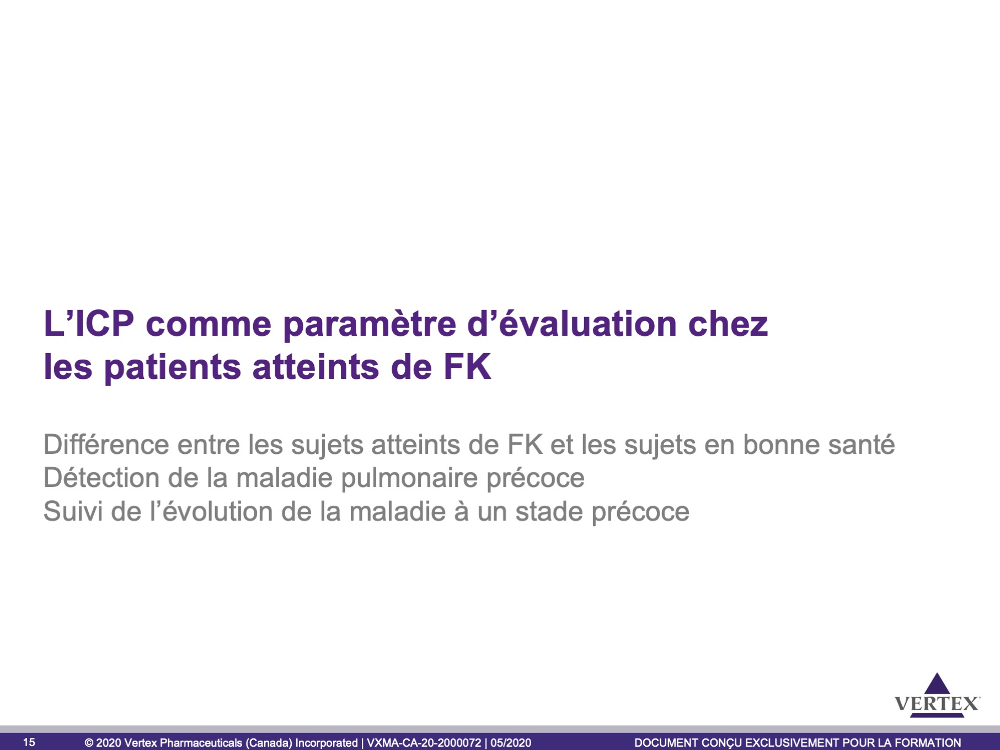 L’ICP comme paramètre d’évaluation chez
les patients atteints de FK
Différence entre les sujets atteints de FK et les sujets en bonne santé
Détection de la maladie pulmonaire précoce
Suivi de l’évolution de la maladie à un stade précoce
VERTEX
15
© 2020 Vertex Pharmaceuticals (Canada) Incorporated | VXMA-CA-20-2000072 | 05/2020
DOCUMENT CONÇU EXCLUSIVEMENT POUR LA FORMATION